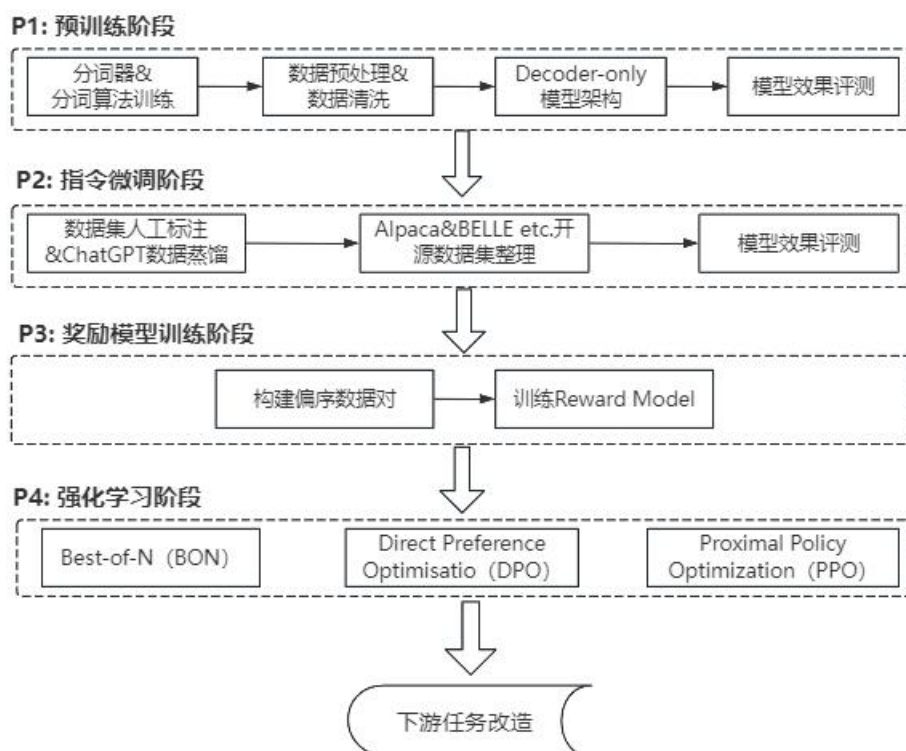 P1: 预训练阶段
分词器&
分词算法训练
数据预处理&
数据清洗
Decoder-only
模型架构
模型效果评测
P2: 指令微调阶段
数据集人工标注
&ChatGPT数据蒸馏
Alpaca&BELLE etc.开
源数据集整理
模型效果评测
P3: 奖励模型训练阶段
构建偏序数据对
训练Reward Model
P4: 强化学习阶段
Best-of-N（BON）
Direct Preference
Optimisatio（DPO）
Proximal Policy
Optimization（PPO）
下游任务改造